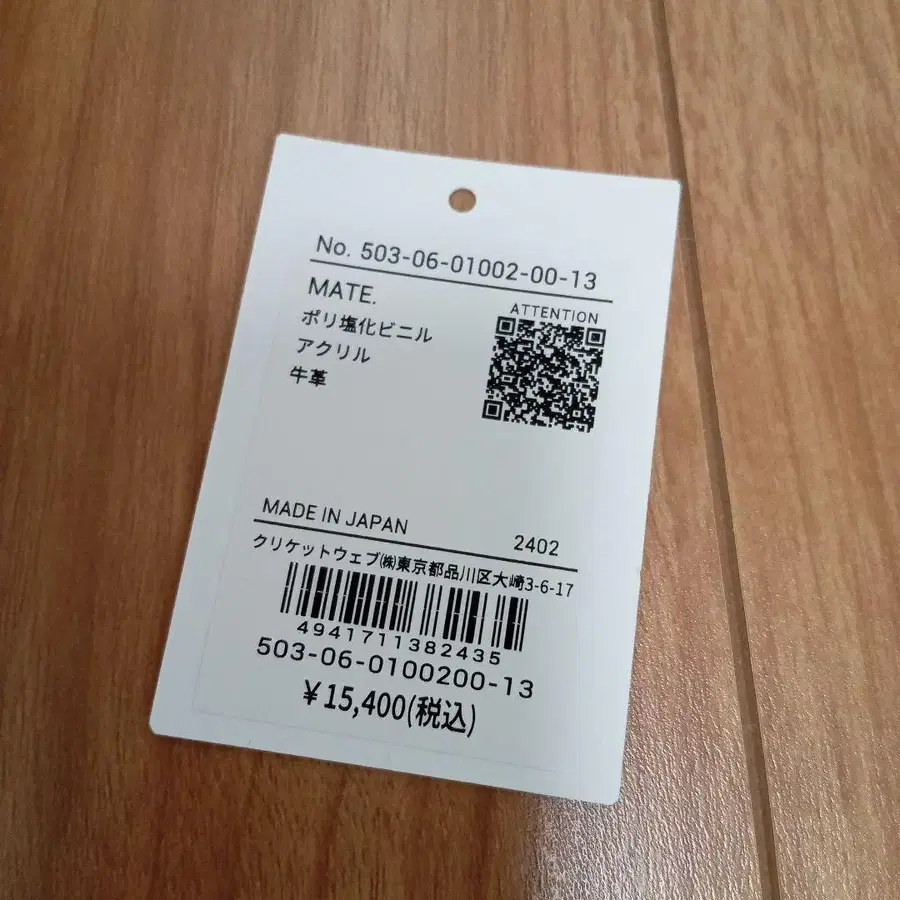 No. 503-06-01002-00-13
MATE.
ATTENTION
ポリ塩化ビニル
アクリル
牛革
MADE IN JAPAN
2402
クリケットウェブ㈱東京都品川区大崎3-6-17
4941711382435
503-06-0100200-13
¥15,400(税込)